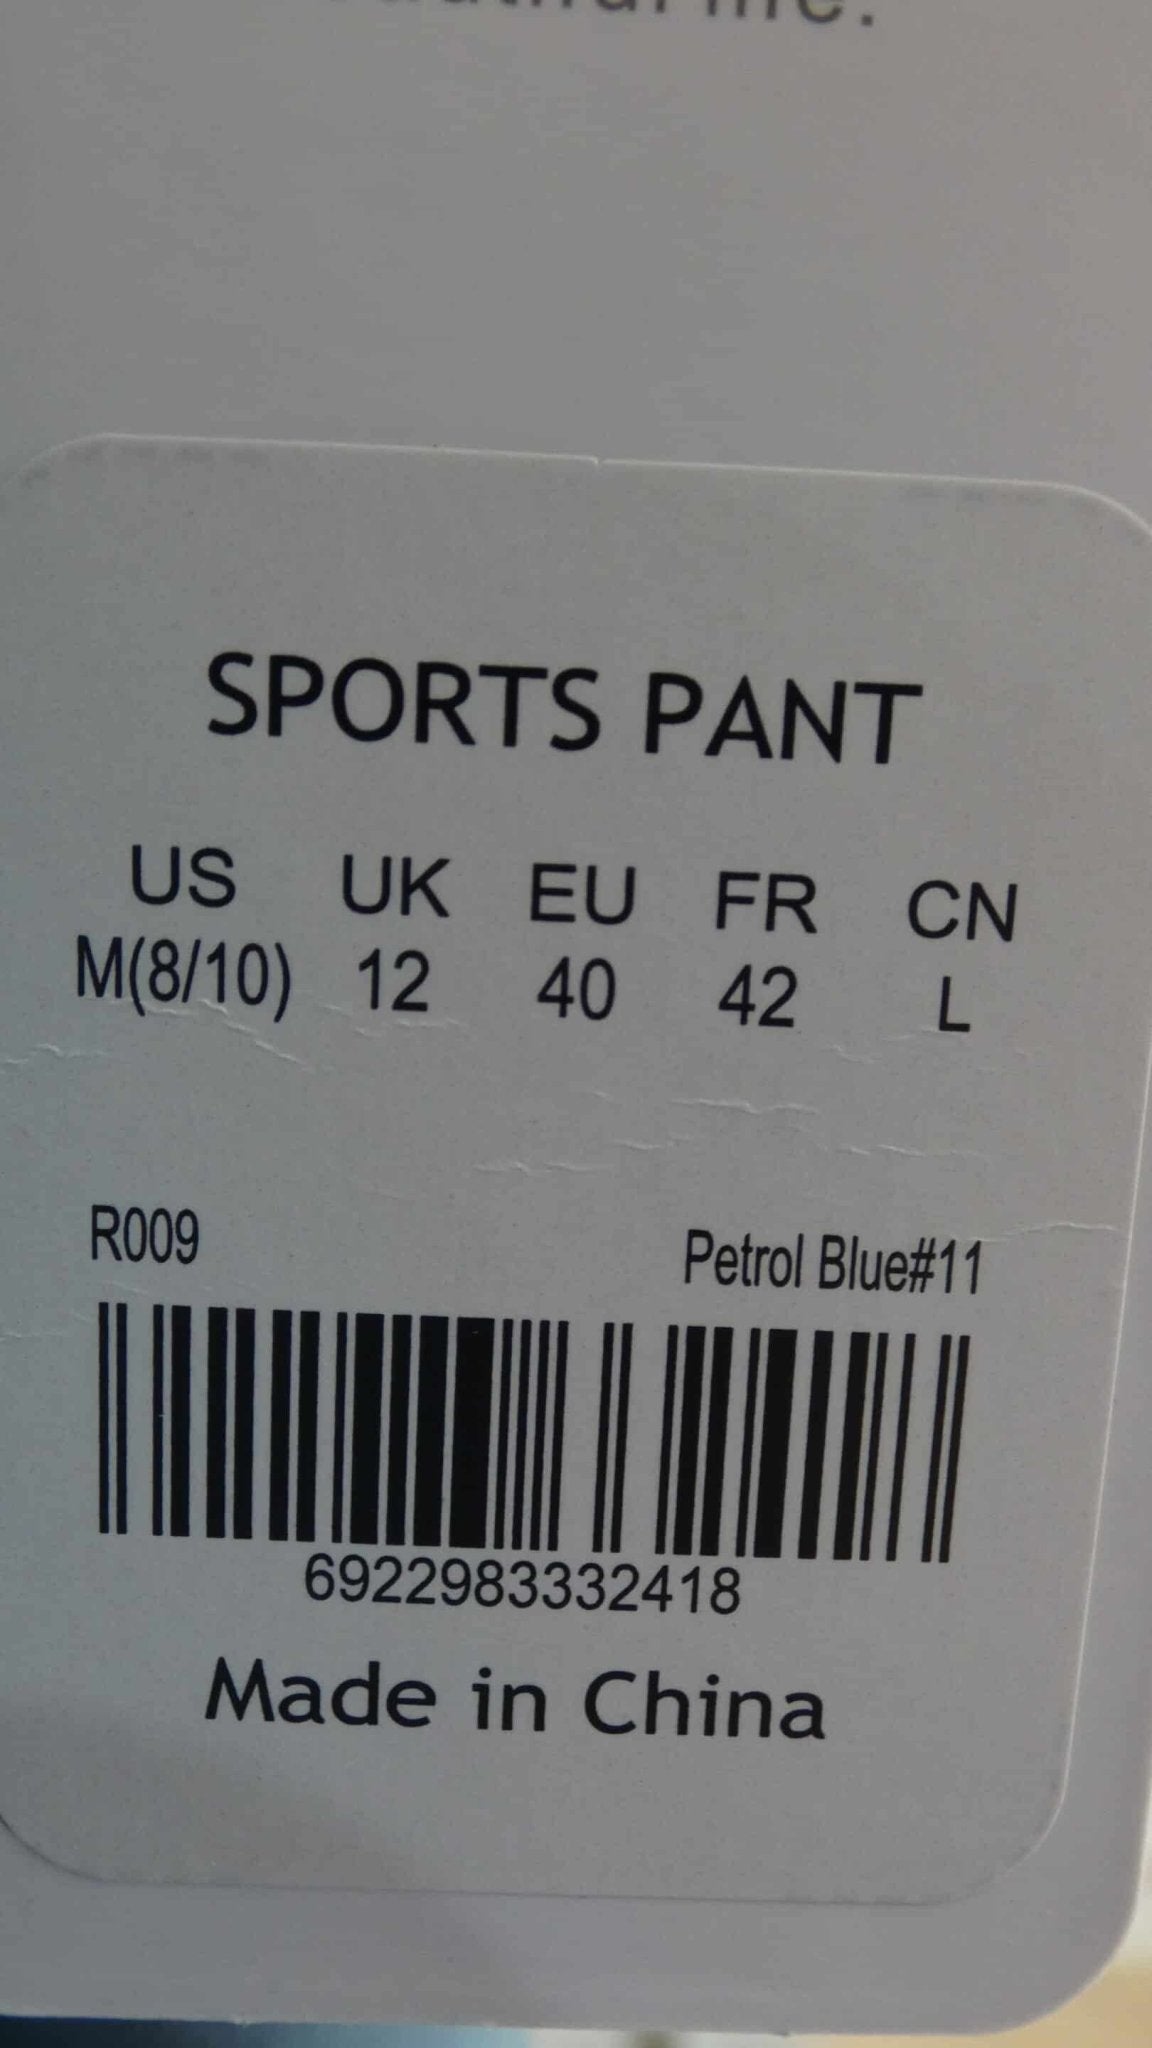 life.
SPORTS PANT
US UK EU FR CN
M(8/10) 12 40 42 L
R009 Petrol Blue#11
6922983332418
Made in China